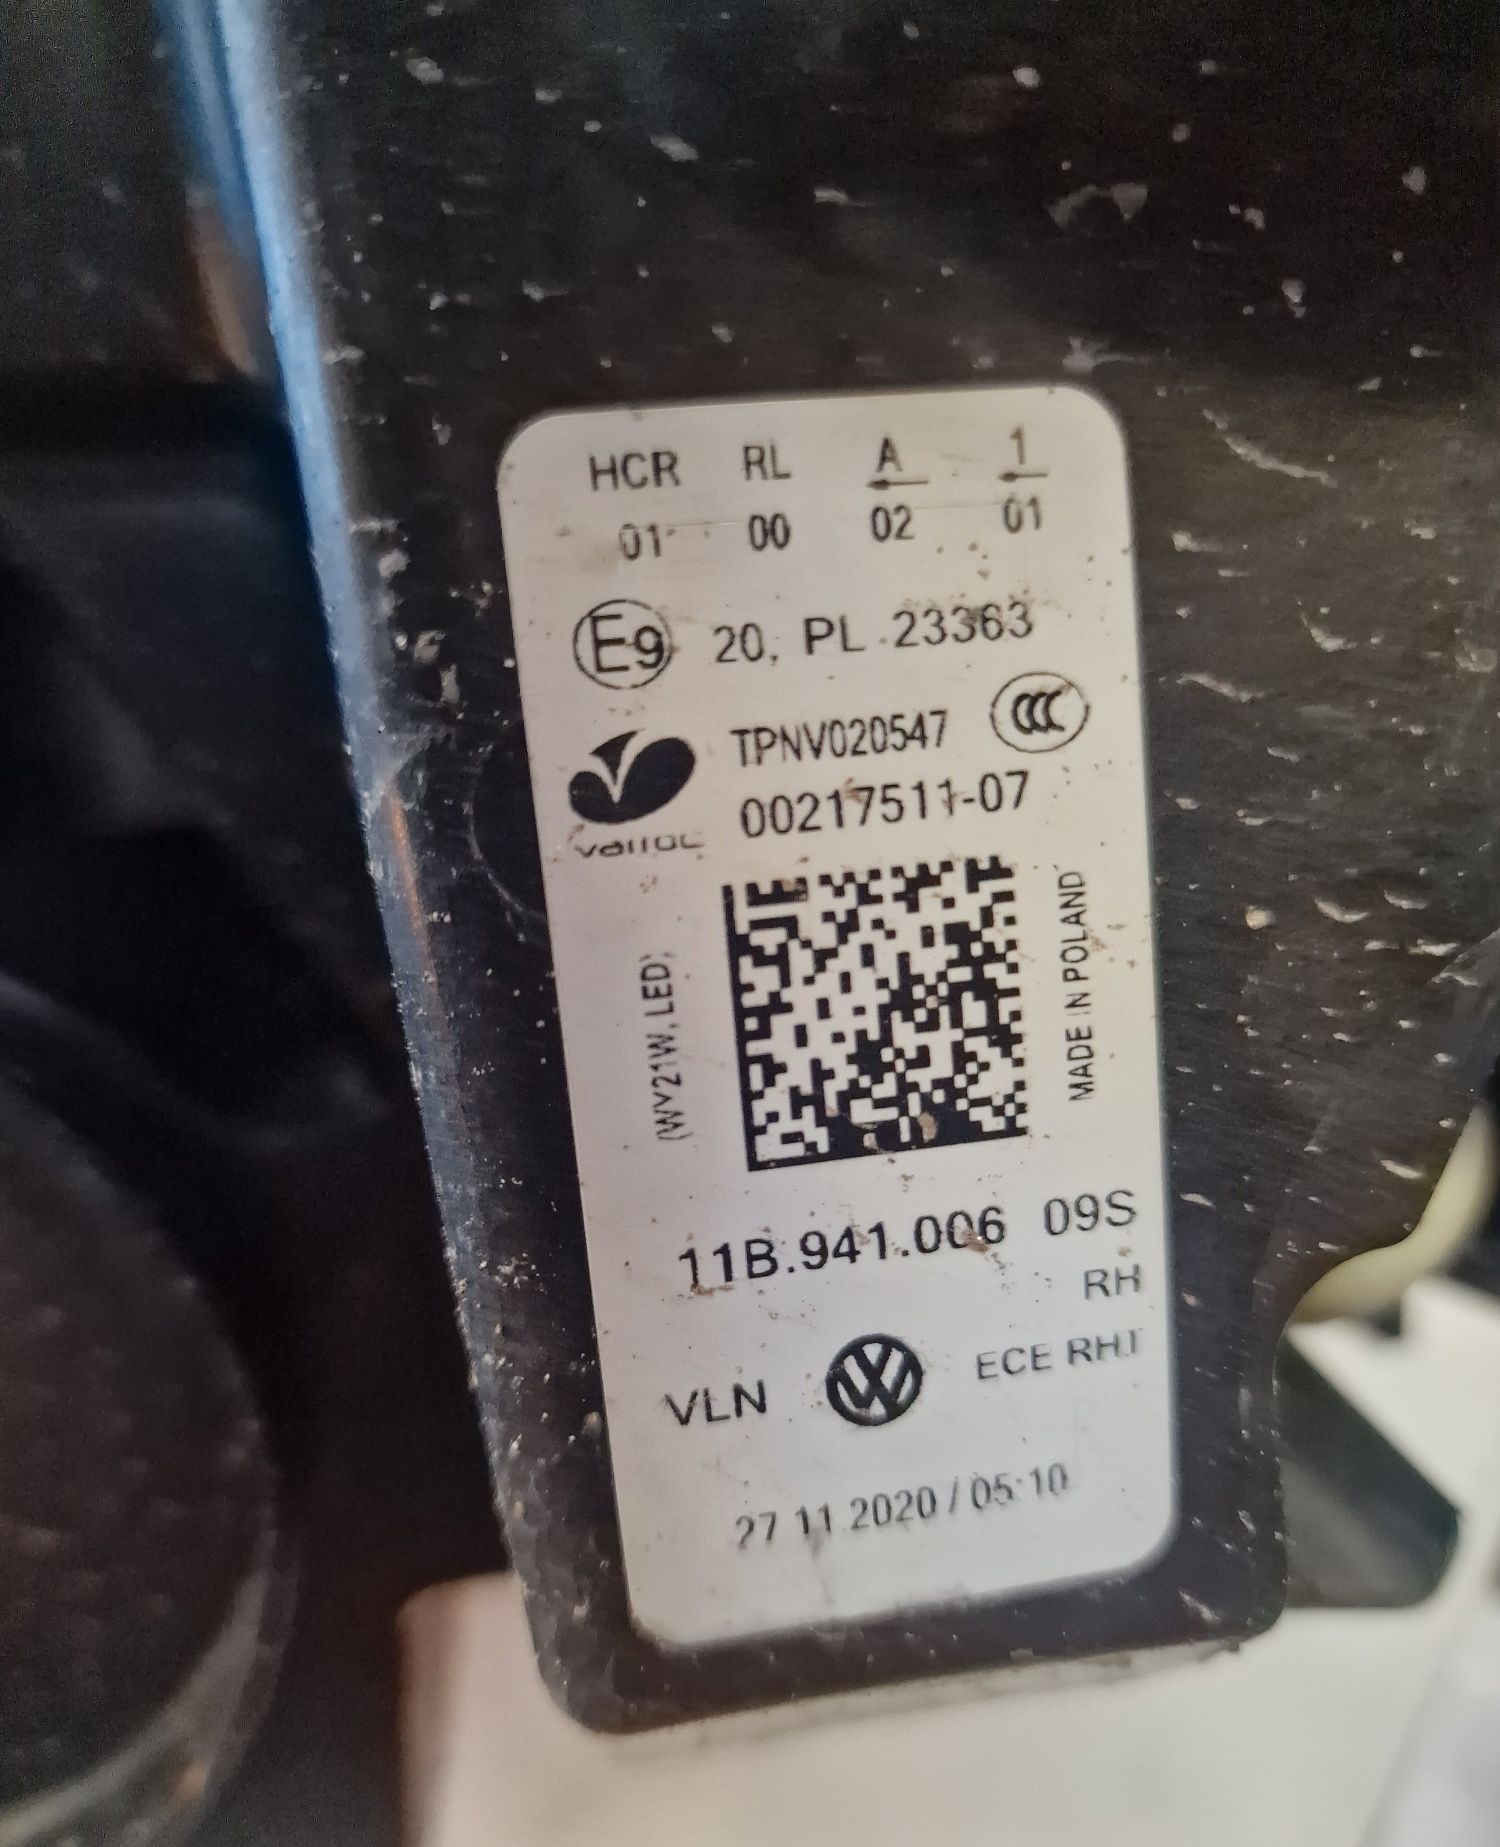 HCR RL A 1
01 00 02 01
E9 20, PL 23363
TPNV020547 CCC
00217511-07
(WY21W, LED)
MADE IN POLAND
11B.941.006 09S
RH
VLN ECE RHT
27 11 2020 / 05:10